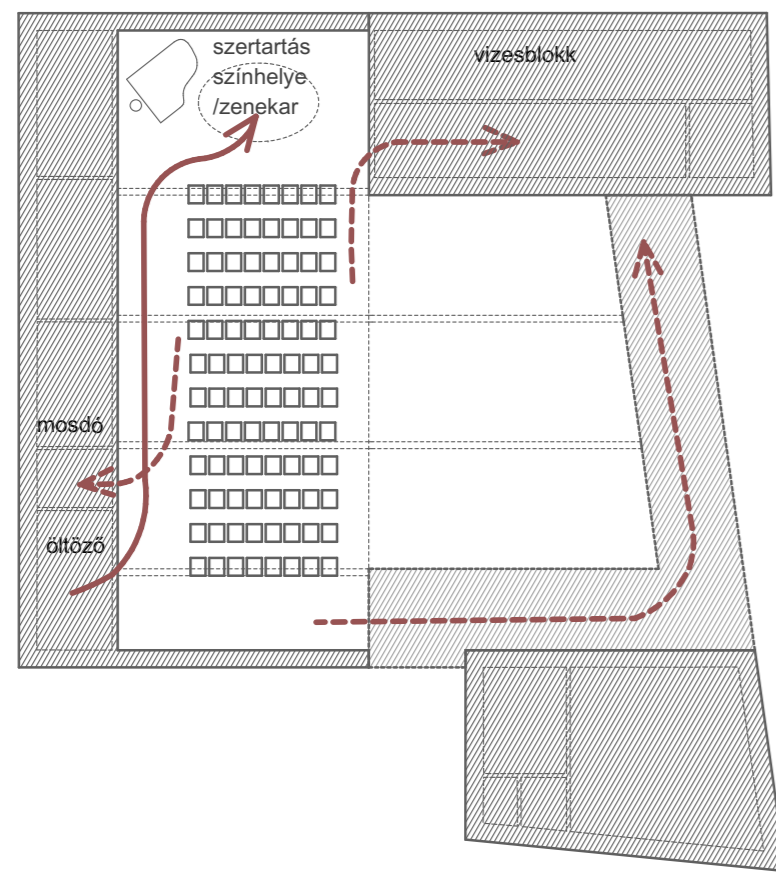 szertartás
színhelye
/zenekar
vizesblokk
mosdó
öltöző